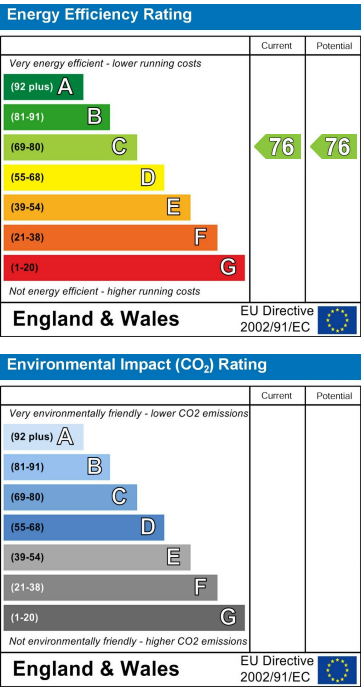 Energy Efficiency Rating
Current Potential
Very energy efficient - lower running costs
(92 plus) A
(81-91) B
(69-80) C 76 76
(55-68) D
(39-54) E
(21-38) F
(1-20) G
Not energy efficient - higher running costs
England & Wales
EU Directive
2002/91/EC
Environmental Impact (CO₂) Rating
Current Potential
Very environmentally friendly - lower CO2 emissions
(92 plus) A
(81-91) B
(69-80) C
(55-68) D
(39-54) E
(21-38) F
(1-20) G
Not environmentally friendly - higher CO2 emissions
England & Wales
EU Directive
2002/91/EC